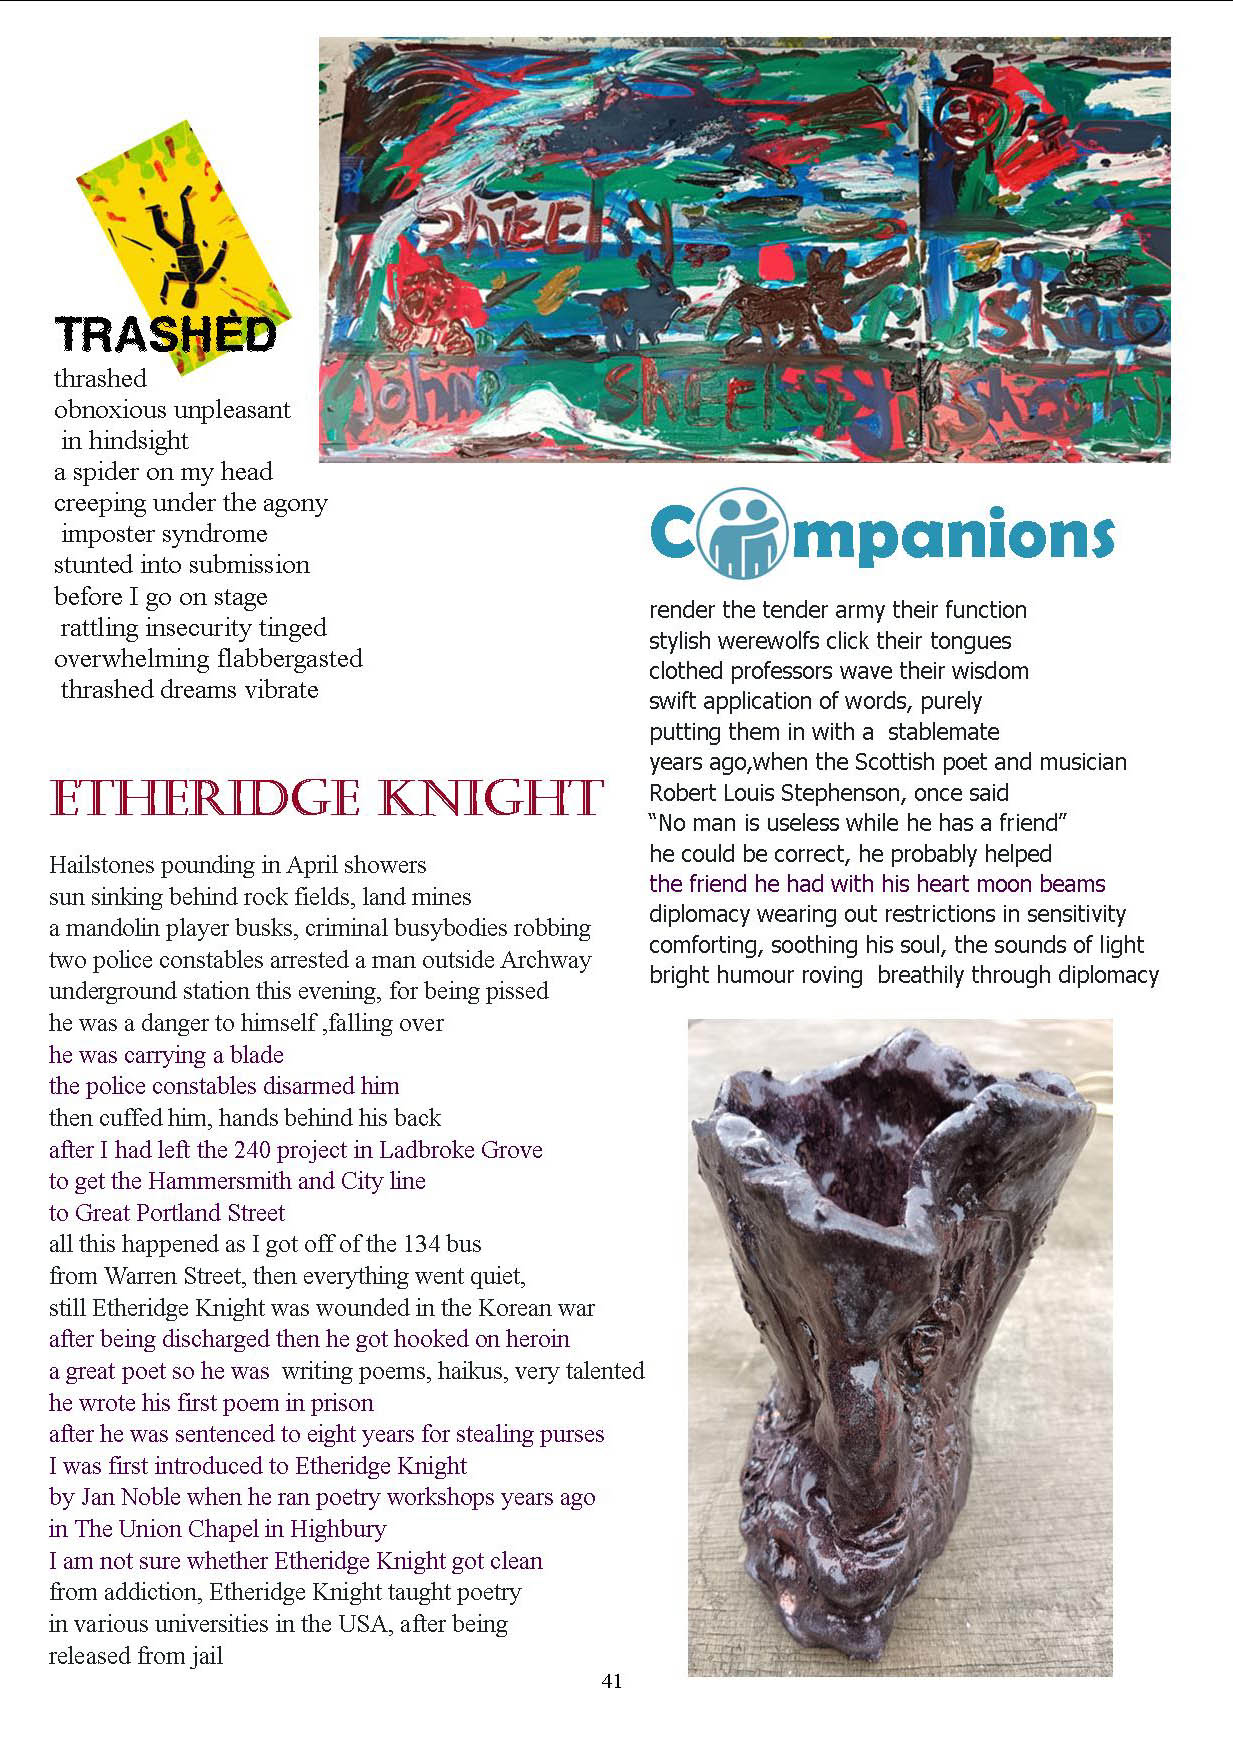 sheely
John sheely skoshy
skao
TRASHED
thrashed
obnoxious unpleasant
in hindsight
a spider on my head
creeping under the agony
imposter syndrome
stunted into submission
before I go on stage
rattling insecurity tinged
overwhelming flabbergasted
thrashed dreams vibrate
ETHERIDGE KNIGHT
Hailstones pounding in April showers
sun sinking behind rock fields, land mines
a mandolin player busks, criminal busybodies robbing
two police constables arrested a man outside Archway
underground station this evening, for being pissed
he was a danger to himself ,falling over
he was carrying a blade
the police constables disarmed him
then cuffed him, hands behind his back
after I had left the 240 project in Ladbroke Grove
to get the Hammersmith and City line
to Great Portland Street
all this happened as I got off of the 134 bus
from Warren Street, then everything went quiet,
still Etheridge Knight was wounded in the Korean war
after being discharged then he got hooked on heroin
a great poet so he was  writing poems, haikus, very talented
he wrote his first poem in prison
after he was sentenced to eight years for stealing purses
I was first introduced to Etheridge Knight
by Jan Noble when he ran poetry workshops years ago
in The Union Chapel in Highbury
I am not sure whether Etheridge Knight got clean
from addiction, Etheridge Knight taught poetry
in various universities in the USA, after being
released from jail
Companions
render the tender army their function
stylish werewolfs click their tongues
clothed professors wave their wisdom
swift application of words, purely
putting them in with a  stablemate
years ago,when the Scottish poet and musician
Robert Louis Stephenson, once said
“No man is useless while he has a friend”
he could be correct, he probably helped
the friend he had with his heart moon beams
diplomacy wearing out restrictions in sensitivity
comforting, soothing his soul, the sounds of light
bright humour roving  breathily through diplomacy
41